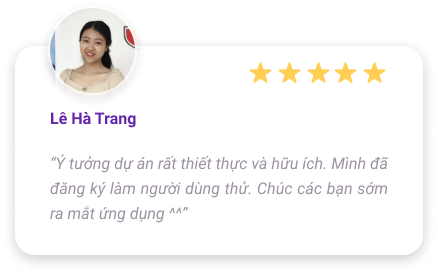 Lê Hà Trang
“Ý tưởng dự án rất thiết thực và hữu ích. Mình đã
đăng ký làm người dùng thử. Chúc các bạn sớm
ra mắt ứng dụng ^^”